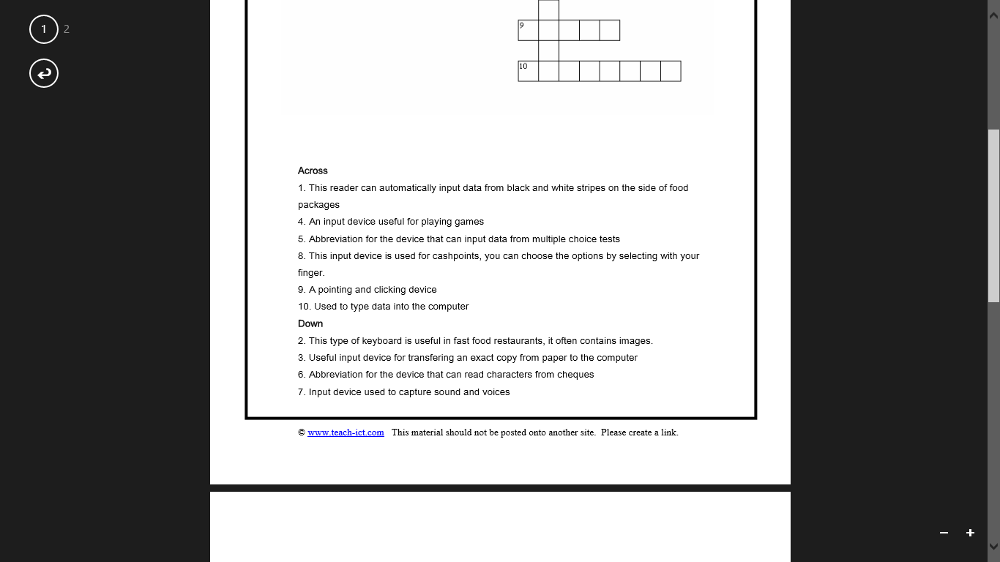 1 2
9
10
Across
1. This reader can automatically input data from black and white stripes on the side of food
packages
4. An input device useful for playing games
5. Abbreviation for the device that can input data from multiple choice tests
8. This input device is used for cashpoints, you can choose the options by selecting with your
finger.
9. A pointing and clicking device
10. Used to type data into the computer
Down
2. This type of keyboard is useful in fast food restaurants, it often contains images.
3. Useful input device for transfering an exact copy from paper to the computer
6. Abbreviation for the device that can read characters from cheques
7. Input device used to capture sound and voices
© www.teach-ict.com This material should not be posted onto another site. Please create a link.